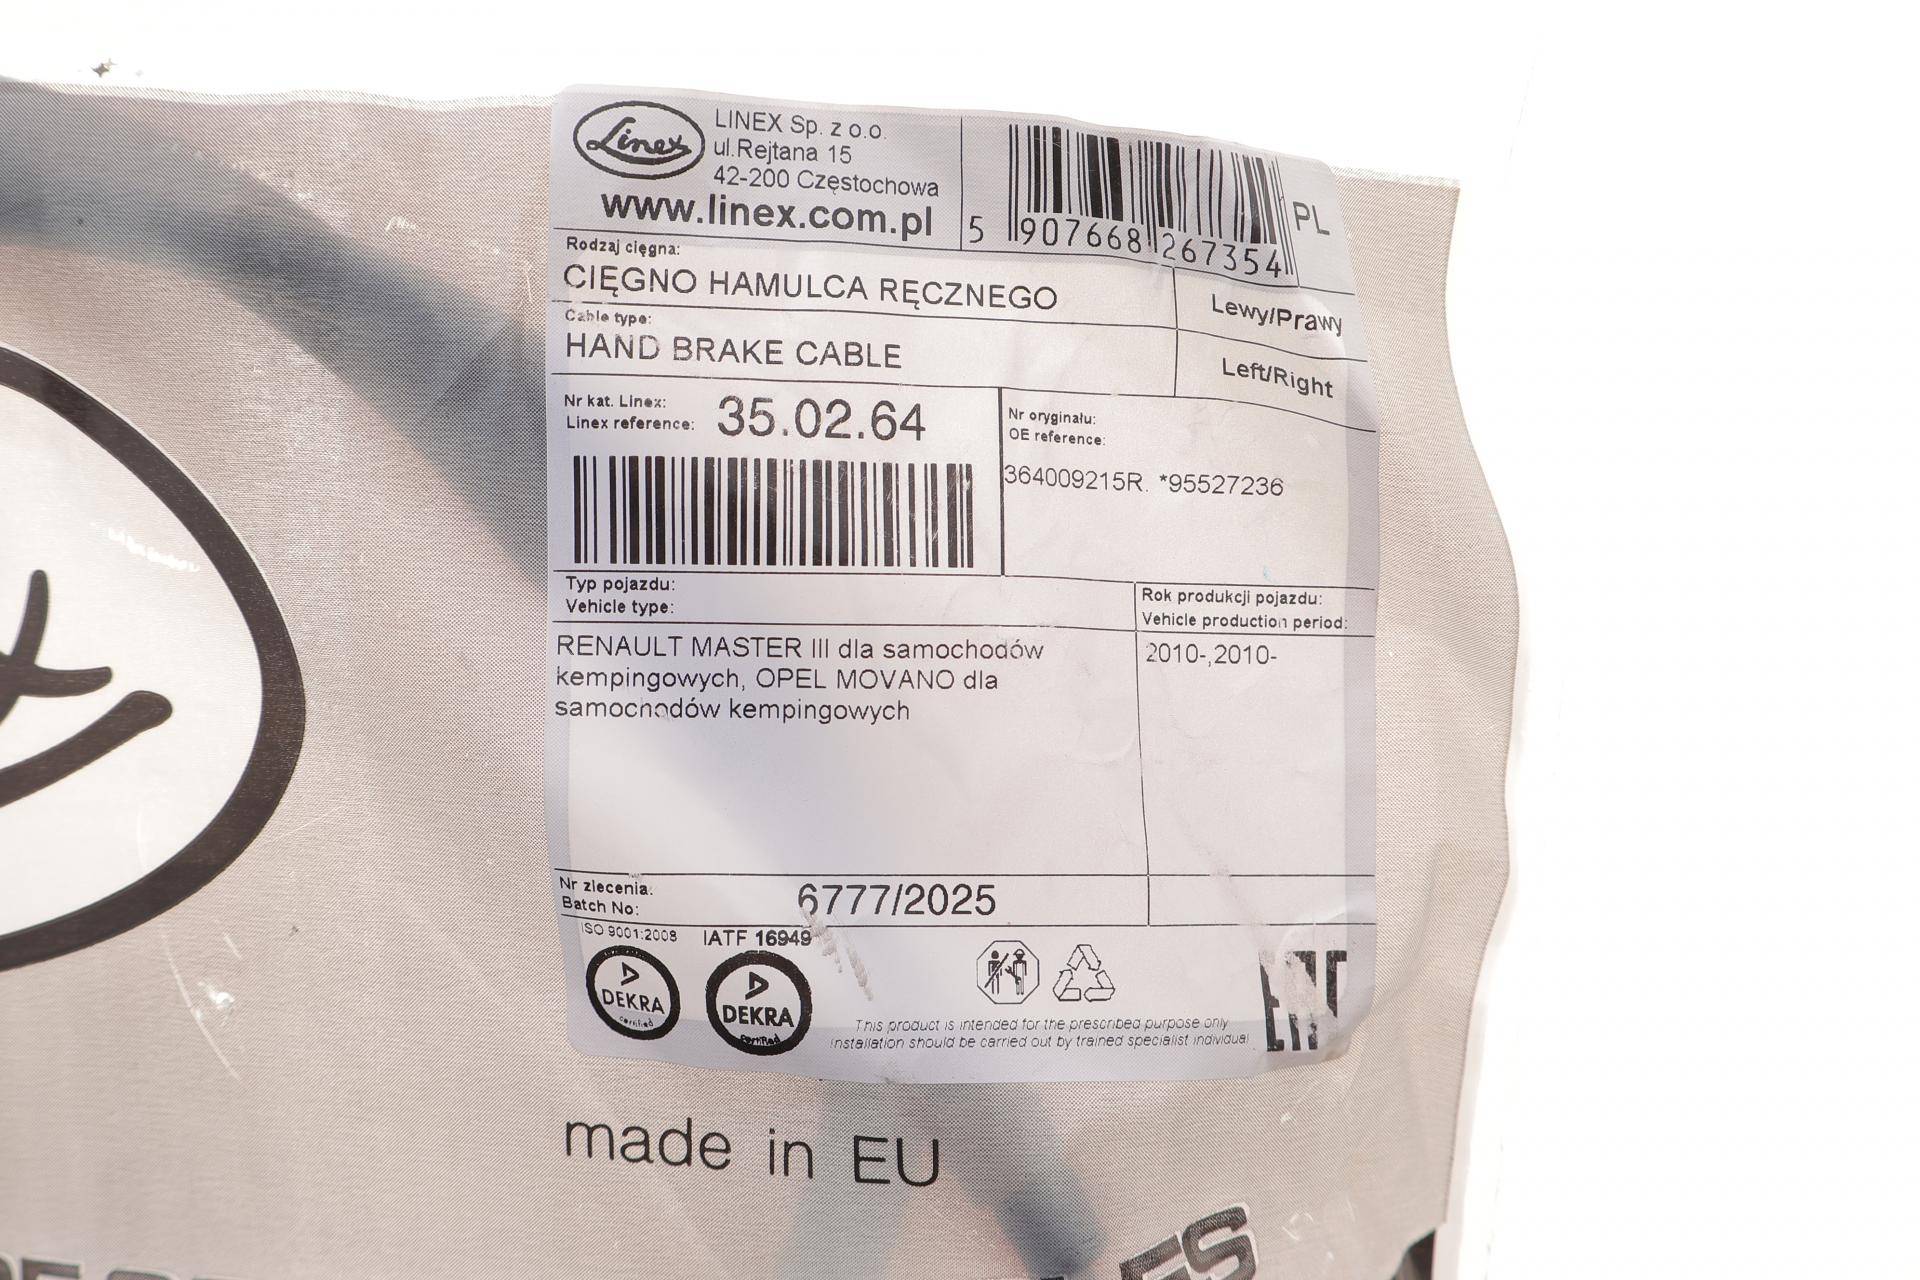 Linex
LINEX Sp. z o.o.
ul.Rejtana 15
42-200 Częstochowa
www.linex.com.pl
5 907668 267354
PL
Rodzaj cięgna:
CIĘGNO HAMULCA RĘCZNEGO
Lewy/Prawy
Cable type:
HAND BRAKE CABLE
Left/Right
Nr kat. Linex:
Linex reference: 35.02.64
Nr oryginału:
OE reference:
364009215R. *95527236
Typ pojazdu:
Vehicle type:
Rok produkcji pojazdu:
Vehicle production period:
RENAULT MASTER III dla samochodów
kempingowych, OPEL MOVANO dla
samochodów kempingowych
2010-,2010-
Nr zlecenia:
Batch No: 6777/2025
ISO 9001:2008 IATF 16949
DEKRA
certified
DEKRA
certified
This product is intended for the prescribed purpose only
installation should be carried out by trained specialist individual
EAC
made in EU